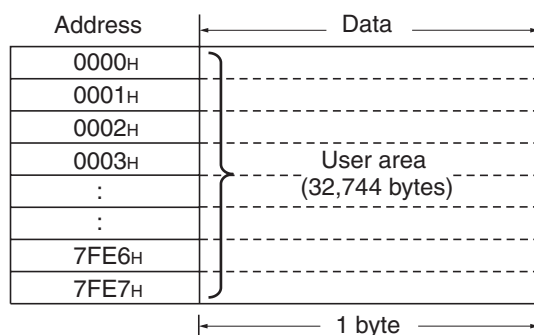 Address Data
0000H
0001H
0002H
0003H
:
:
7FE6H
7FE7H
User area
(32,744 bytes)
1 byte